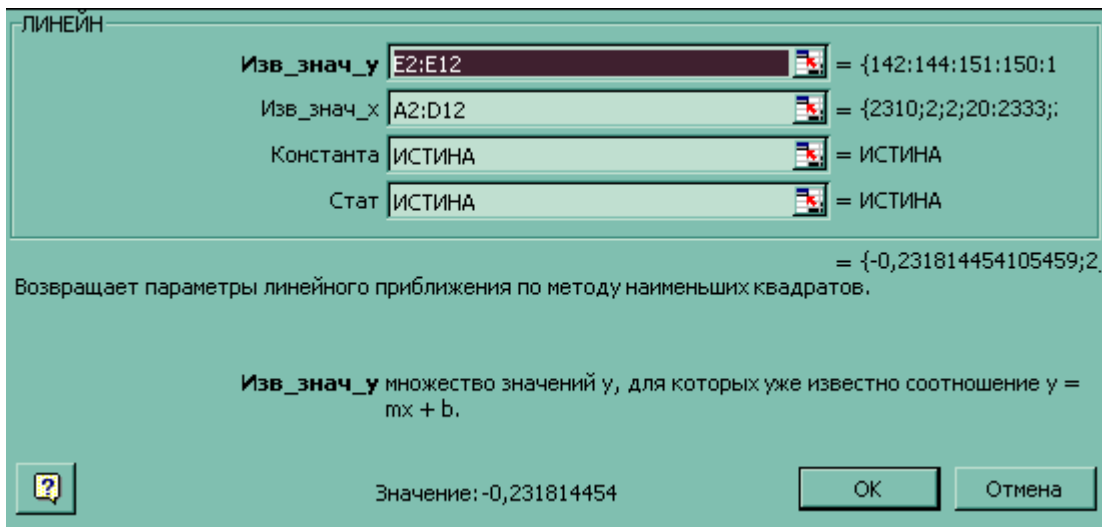 ЛИНЕЙН
Изв_знач_y E2:E12 = {142:144:151:150:1
Изв_знач_x A2:D12 = {2310;2;2;20:2333;:
Константа ИСТИНА = ИСТИНА
Стат ИСТИНА = ИСТИНА
= {-0,231814454105459;2
Возвращает параметры линейного приближения по методу наименьших квадратов.
Изв_знач_y множество значений y, для которых уже известно соотношение y =
mx + b.
? Значение:-0,231814454 OK Отмена